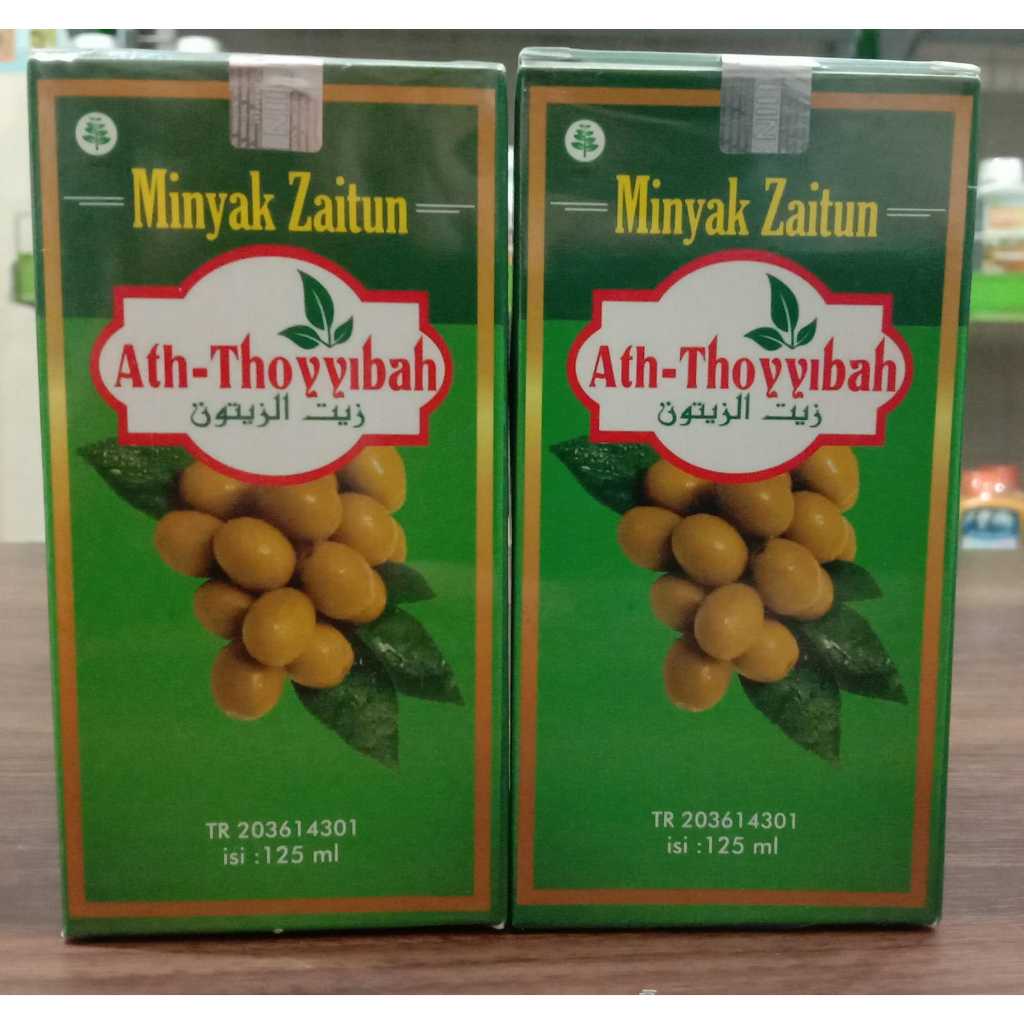 Minyak Zaitun
Ath-Thoyyibah
زيت الزيتون
TR 203614301
isi :125 ml
Minyak Zaitun
Ath-Thoyyibah
زيت الزيتون
TR 203614301
isi :125 ml